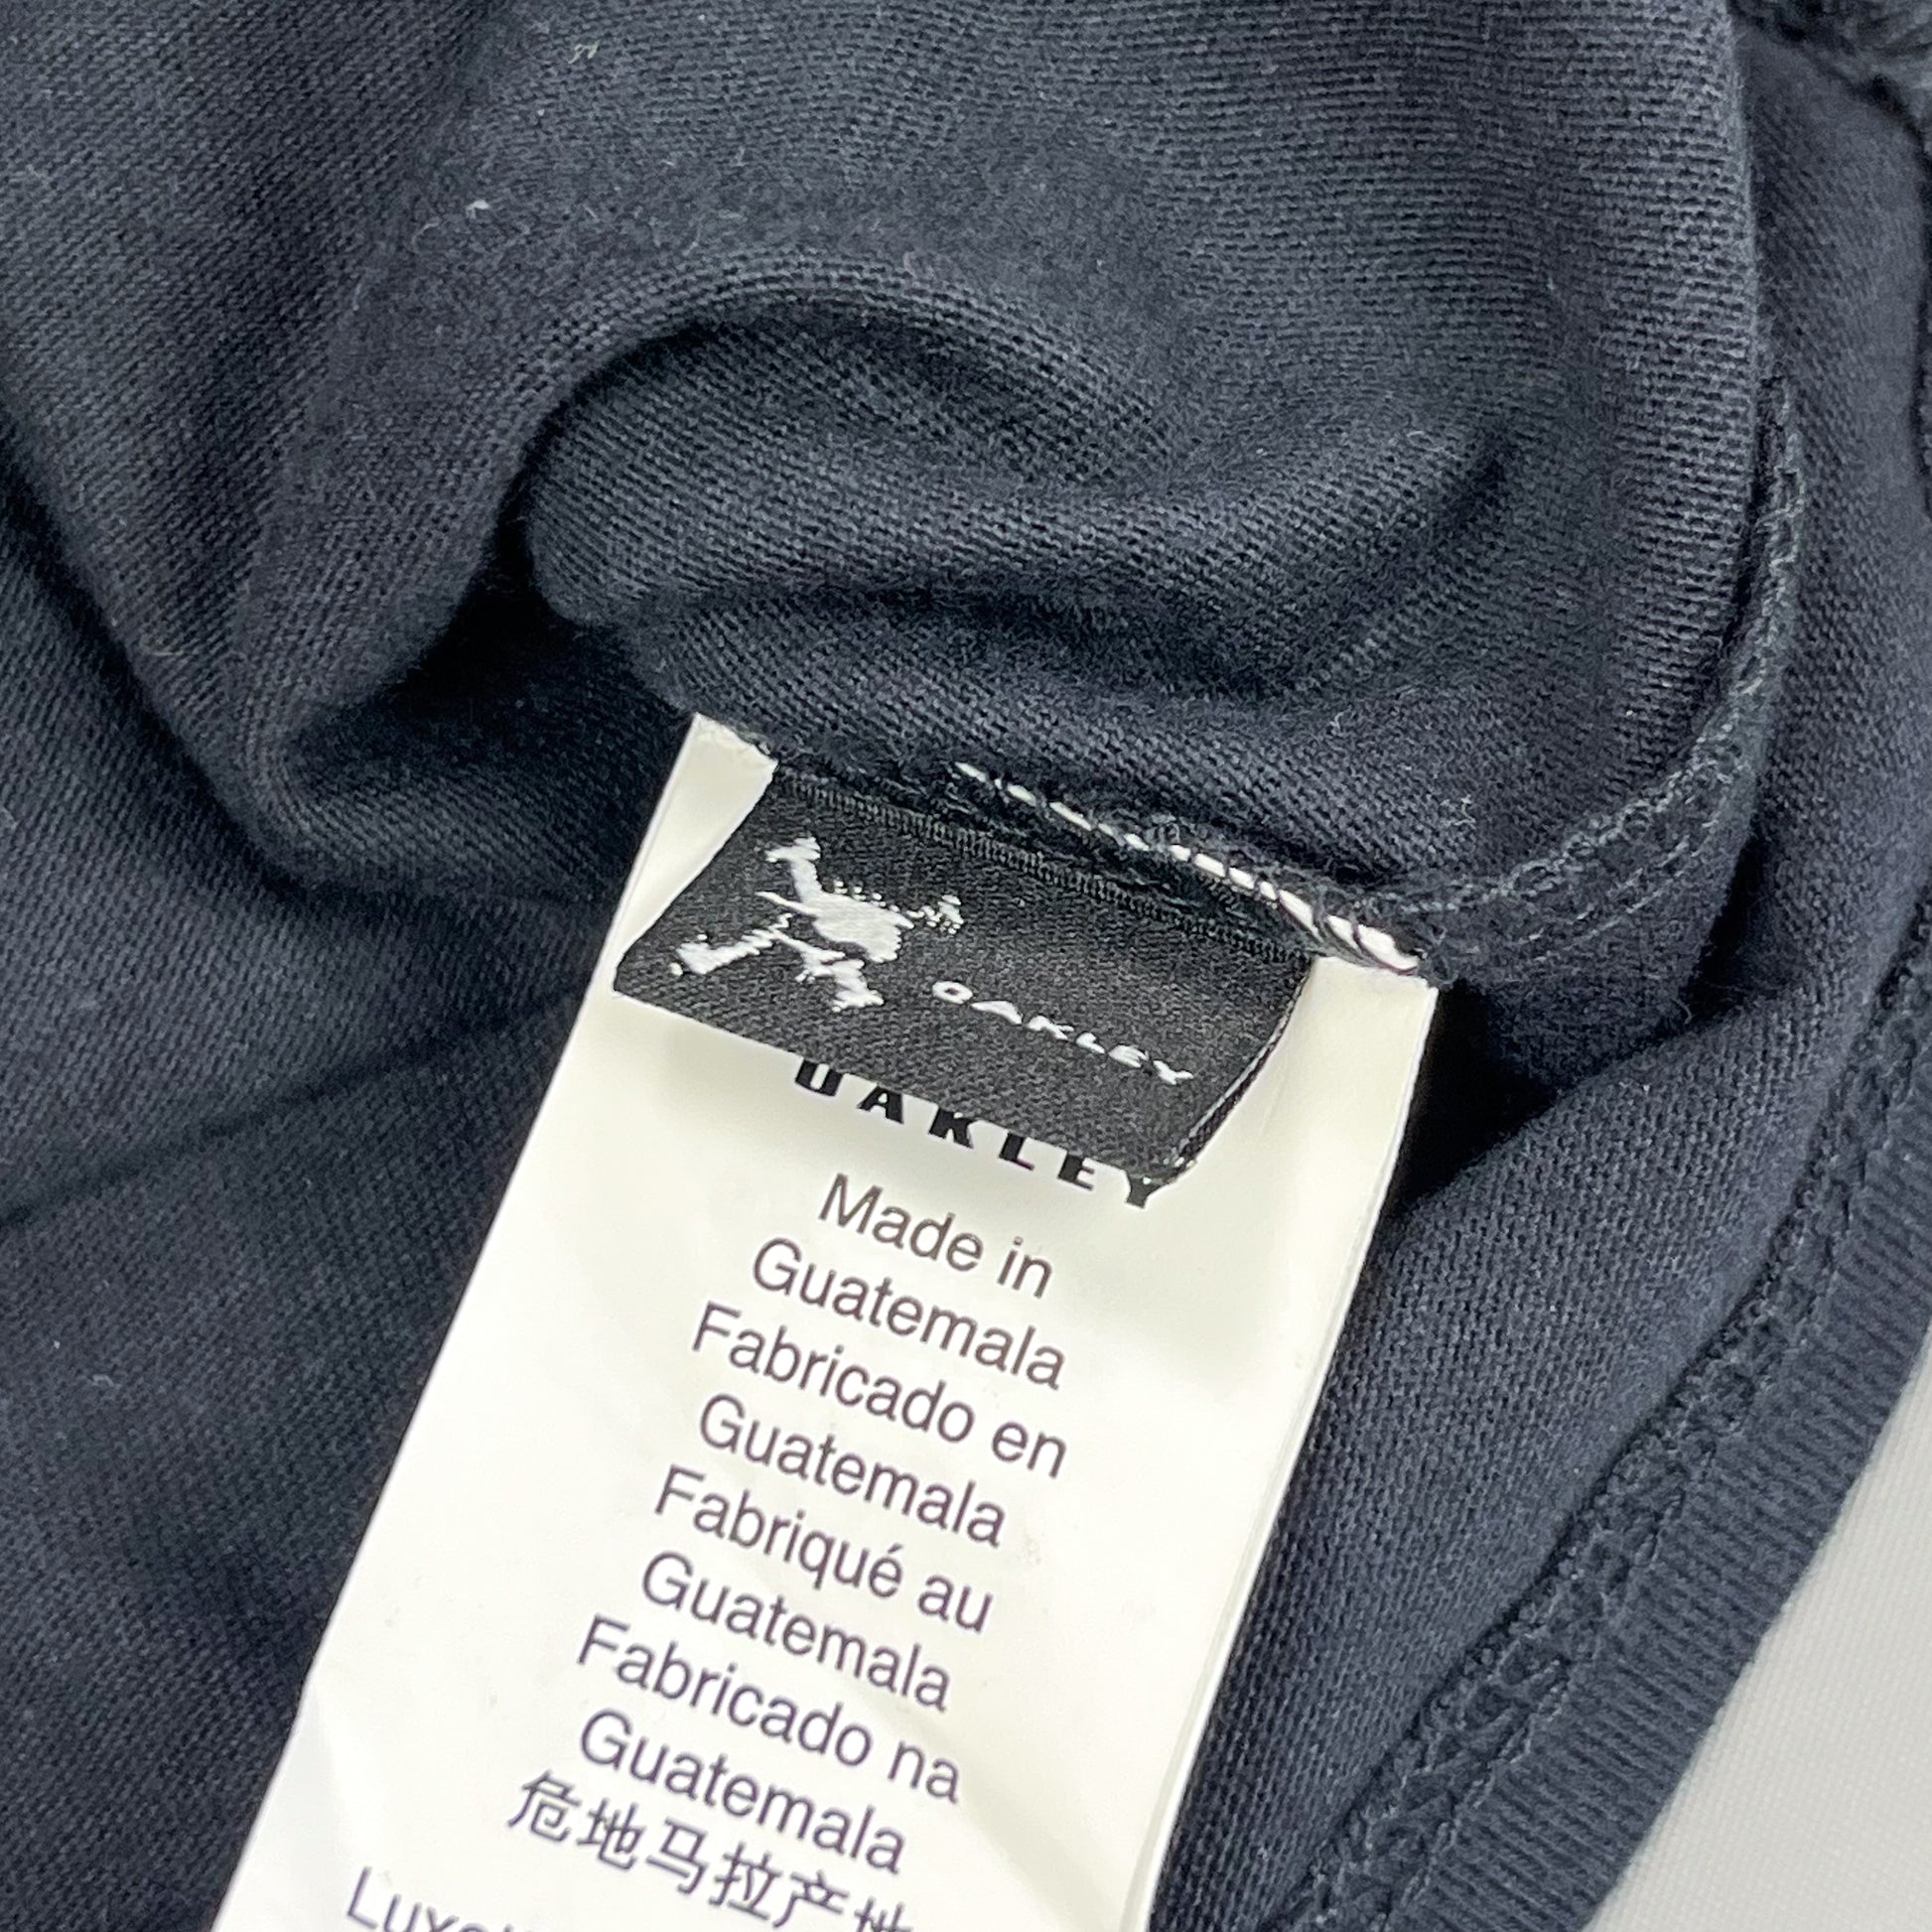 OAKLEY
OAKLEY
Made in
Guatemala
Fabricado en
Guatemala
Fabriqué au
Guatemala
Fabricado na
Guatemala
危地马拉产地